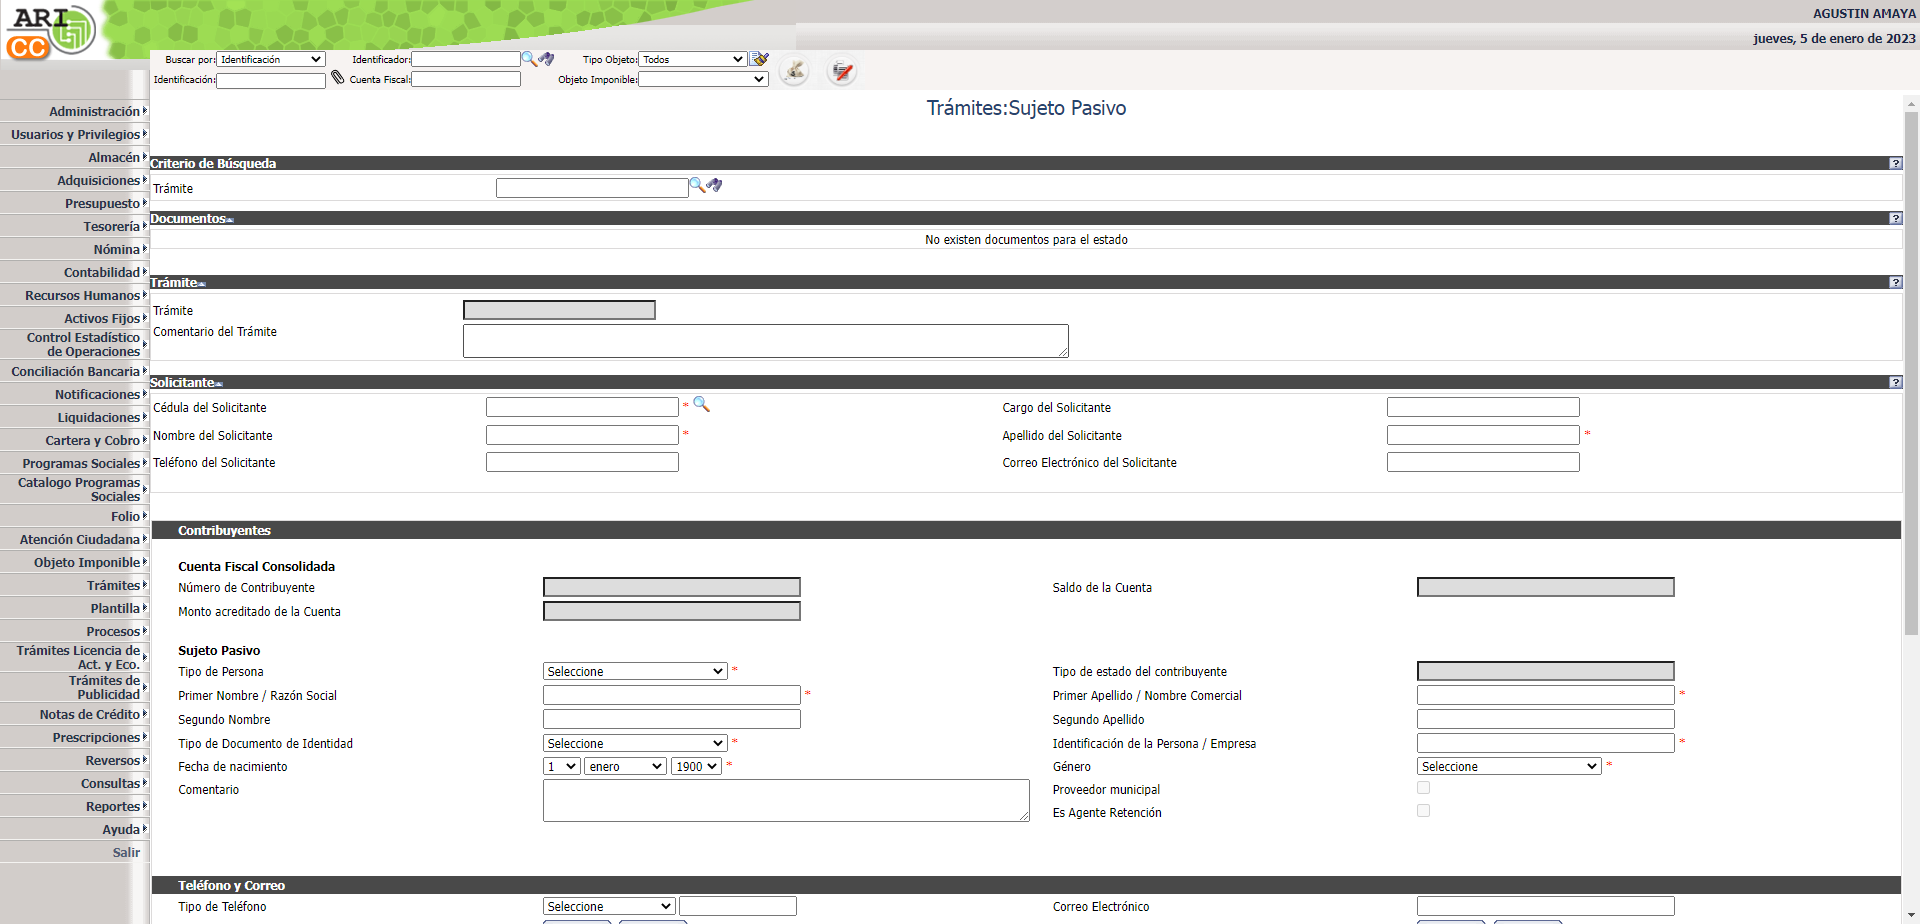 ARI
CC
AGUSTIN AMAYA
jueves, 5 de enero de 2023
Buscar por: Identificación Identificador: Tipo Objeto: Todos
Identificación: Cuenta Fiscal: Objeto Imponible:
Administración
Usuarios y Privilegios
Almacén
Adquisiciones
Presupuesto
Tesorería
Nómina
Contabilidad
Recursos Humanos
Activos Fijos
Control Estadístico
de Operaciones
Conciliación Bancaria
Notificaciones
Liquidaciones
Cartera y Cobro
Programas Sociales
Catalogo Programas
Sociales
Folio
Atención Ciudadana
Objeto Imponible
Trámites
Plantilla
Procesos
Trámites Licencia de
Act. y Eco.
Trámites de
Publicidad
Notas de Crédito
Prescripciones
Reversos
Consultas
Reportes
Ayuda
Salir
Trámites:Sujeto Pasivo
Criterio de Búsqueda ?
Trámite
Documentos ?
No existen documentos para el estado
Trámite ?
Trámite
Comentario del Trámite
Solicitante ?
Cédula del Solicitante * Cargo del Solicitante
Nombre del Solicitante * Apellido del Solicitante *
Teléfono del Solicitante Correo Electrónico del Solicitante
Contribuyentes
Cuenta Fiscal Consolidada
Número de Contribuyente Saldo de la Cuenta
Monto acreditado de la Cuenta
Sujeto Pasivo
Tipo de Persona Seleccione * Tipo de estado del contribuyente
Primer Nombre / Razón Social * Primer Apellido / Nombre Comercial *
Segundo Nombre Segundo Apellido
Tipo de Documento de Identidad Seleccione * Identificación de la Persona / Empresa *
Fecha de nacimiento 1 enero 1900 * Género Seleccione *
Comentario Proveedor municipal
Es Agente Retención
Teléfono y Correo
Tipo de Teléfono Seleccione Correo Electrónico